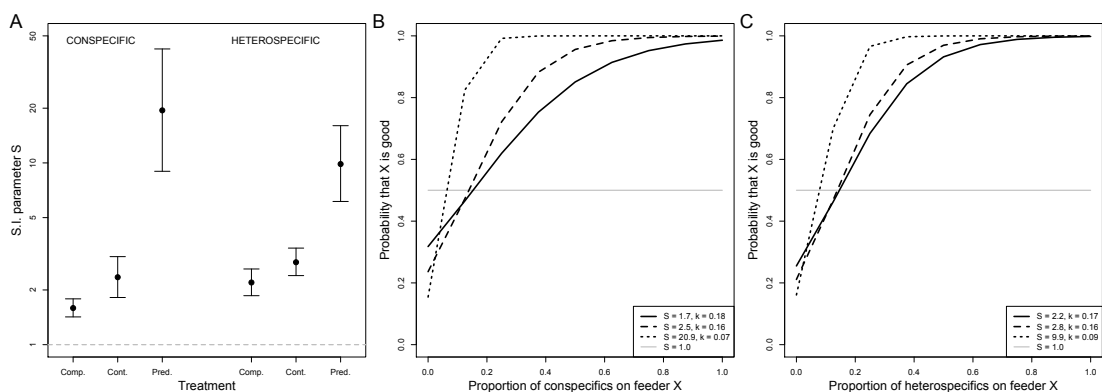 A
CONSPECIFIC
HETEROSPECIFIC
S.I. parameter S
50
20
10
5
2
1
Comp.
Cont.
Pred.
Comp.
Cont.
Pred.
Treatment
B
Probability that X is good
1.0
0.8
0.6
0.4
0.2
0.0
0.0
0.2
0.4
0.6
0.8
1.0
Proportion of conspecifics on feeder X
S = 1.7, k = 0.18
S = 2.5, k = 0.16
S = 20.9, k = 0.07
S = 1.0
C
Probability that X is good
1.0
0.8
0.6
0.4
0.2
0.0
0.0
0.2
0.4
0.6
0.8
1.0
Proportion of heterospecifics on feeder X
S = 2.2, k = 0.17
S = 2.8, k = 0.16
S = 9.9, k = 0.09
S = 1.0